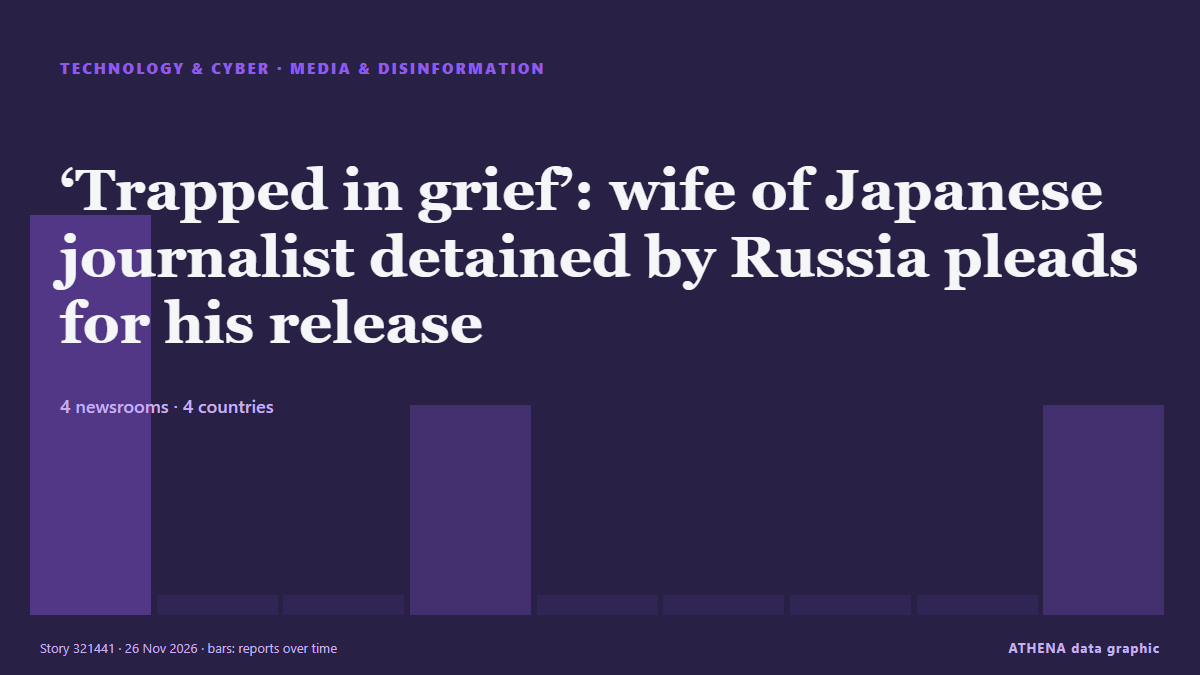 TECHNOLOGY & CYBER · MEDIA & DISINFORMATION
‘Trapped in grief’: wife of Japanese
journalist detained by Russia pleads
for his release
4 newsrooms · 4 countries
Story 321441 · 26 Nov 2026 · bars: reports over time
ATHENA data graphic